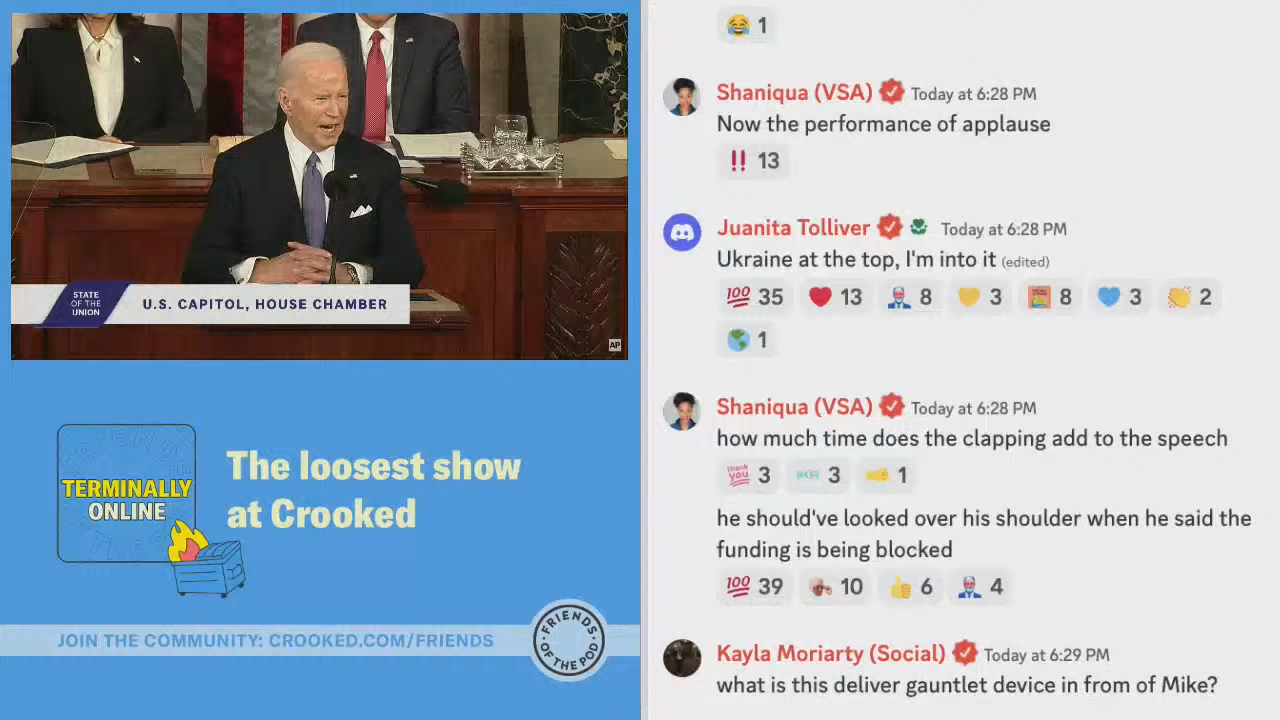 STATE
OF THE
UNION
U.S. CAPITOL, HOUSE CHAMBER
AP
TERMINALLY
ONLINE
The loosest show
at Crooked
JOIN THE COMMUNITY: CROOKED.COM/FRIENDS
FRIENDS
OF THE POD
1
Shaniqua (VSA) Today at 6:28 PM
Now the performance of applause
13
Juanita Tolliver Today at 6:28 PM
Ukraine at the top, I'm into it (edited)
100 35 13 8 3 8 3 2
1
Shaniqua (VSA) Today at 6:28 PM
how much time does the clapping add to the speech
thank you 3 3 1
he should've looked over his shoulder when he said the
funding is being blocked
100 39 10 6 4
Kayla Moriarty (Social) Today at 6:29 PM
what is this deliver gauntlet device in from of Mike?